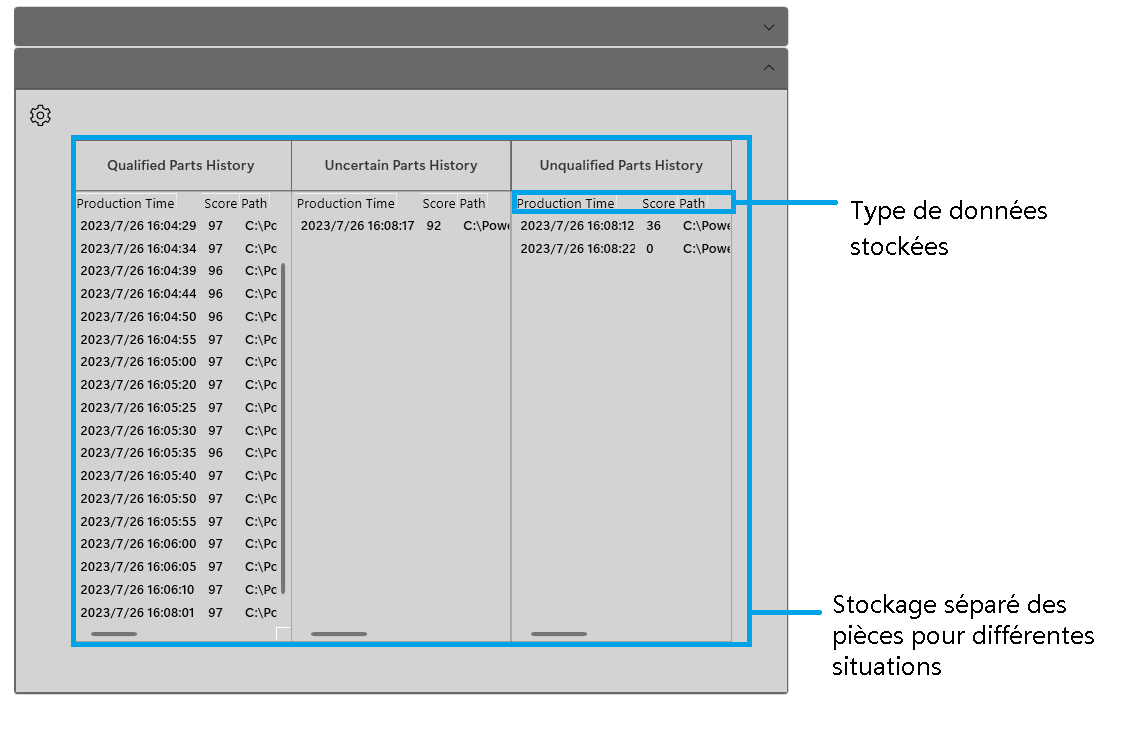 Qualified Parts History
Uncertain Parts History
Unqualified Parts History
Production Time Score Path
Production Time Score Path
Production Time Score Path
2023/7/26 16:04:29 97 C:\Pc
2023/7/26 16:08:17 92 C:\Powe
2023/7/26 16:08:12 36 C:\Powe
2023/7/26 16:04:34 97 C:\Pc
2023/7/26 16:08:22 0 C:\Powe
2023/7/26 16:04:39 96 C:\Pc
2023/7/26 16:04:44 96 C:\Pc
2023/7/26 16:04:50 96 C:\Pc
2023/7/26 16:04:55 97 C:\Pc
2023/7/26 16:05:00 97 C:\Pc
2023/7/26 16:05:20 97 C:\Pc
2023/7/26 16:05:25 97 C:\Pc
2023/7/26 16:05:30 97 C:\Pc
2023/7/26 16:05:35 96 C:\Pc
2023/7/26 16:05:40 97 C:\Pc
2023/7/26 16:05:50 97 C:\Pc
2023/7/26 16:05:55 97 C:\Pc
2023/7/26 16:06:00 97 C:\Pc
2023/7/26 16:06:05 97 C:\Pc
2023/7/26 16:06:10 97 C:\Pc
2023/7/26 16:08:01 97 C:\Pc
Type de données
stockées
Stockage séparé des
pièces pour différentes
situations